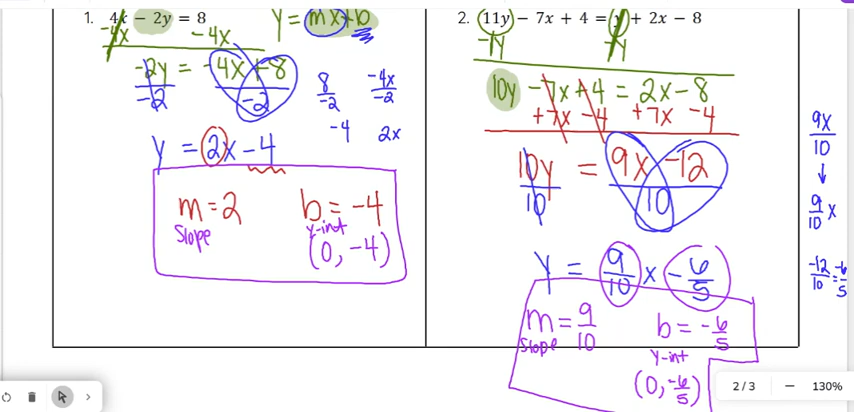 1. 4x − 2y = 8
y = mx + b
-4x -4x
-2y = -4x + 8
-2 -2
8/-2 -4x/-2
-4 2x
y = 2x - 4
m = 2 b = -4
Slope y-int
(0, -4)
2. 11y − 7x + 4 = y + 2x − 8
-1y -1y
10y - 7x + 4 = 2x - 8
+7x - 4 +7x - 4
10y = 9x - 12
10 10
y = 9/10 x - 6/5
m = 9/10 b = -6/5
Slope y-int
(0, -6/5)
9x/10
↓
9/10 x
-12/10 = -6/5
2 / 3 − 130%